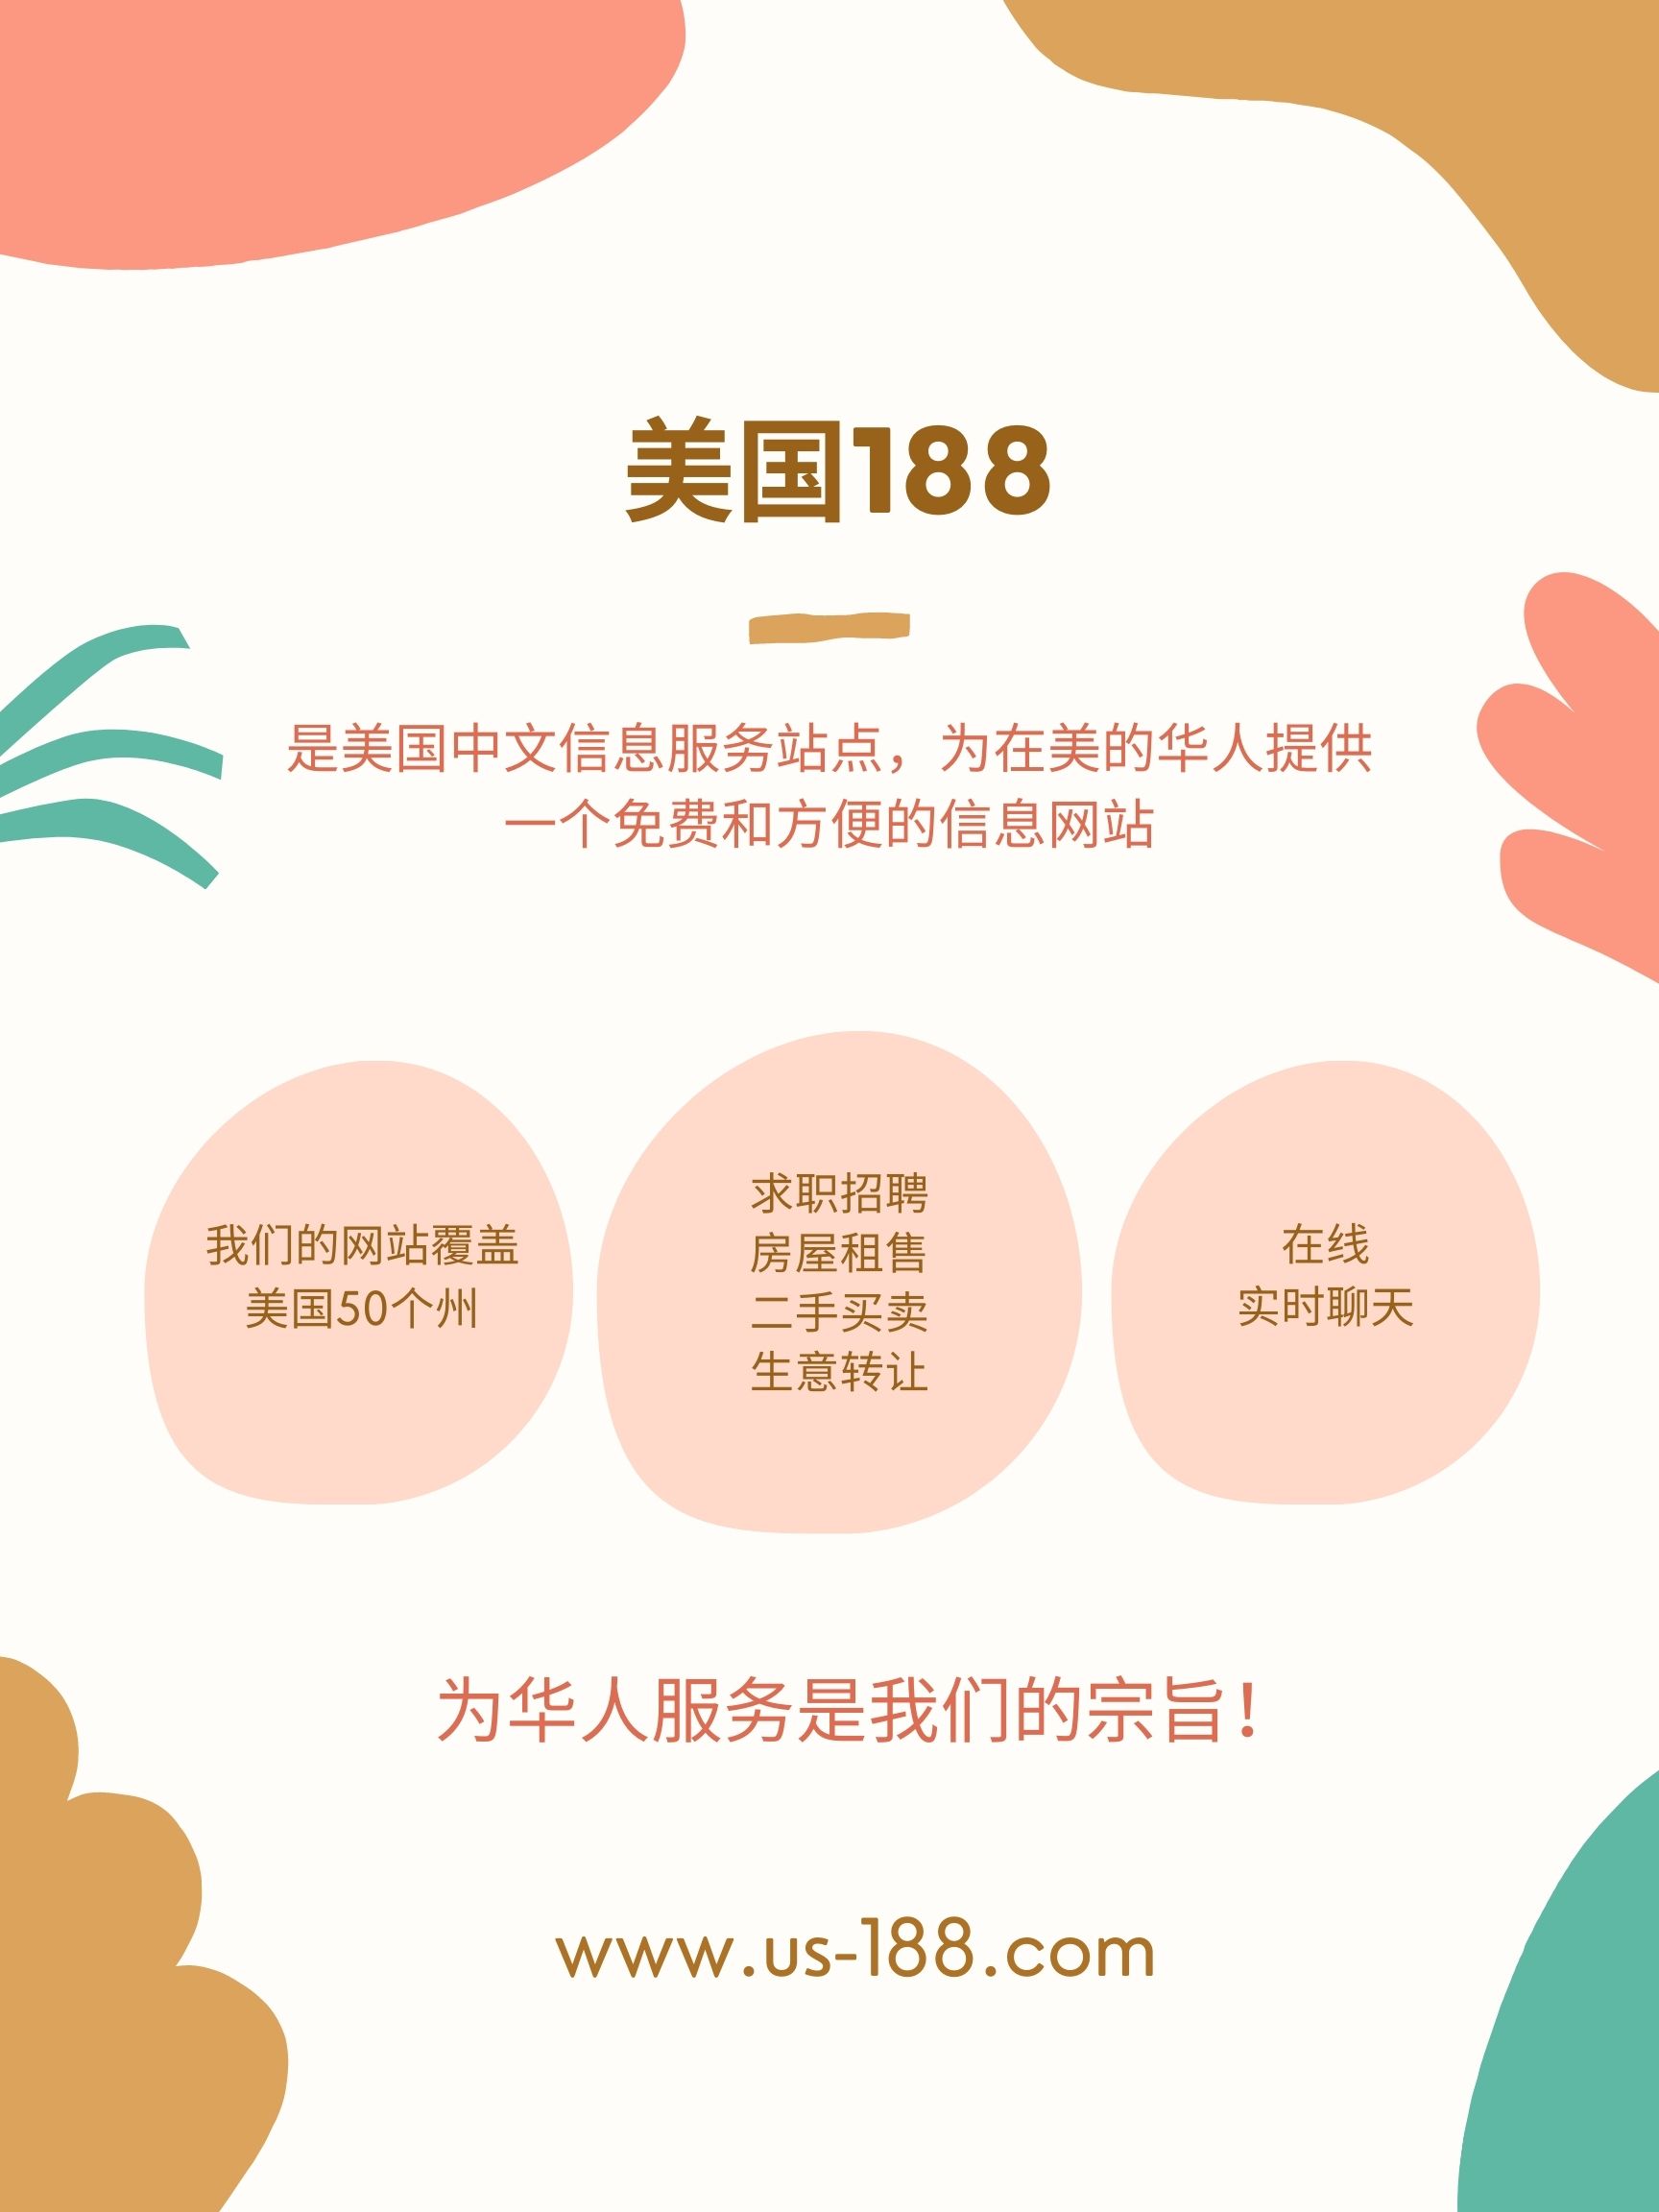 美国188
是美国中文信息服务站点，为在美的华人提供
一个免费和方便的信息网站
我们的网站覆盖
美国50个州
求职招聘
房屋租售
二手买卖
生意转让
在线
实时聊天
为华人服务是我们的宗旨！
www.us-188.com